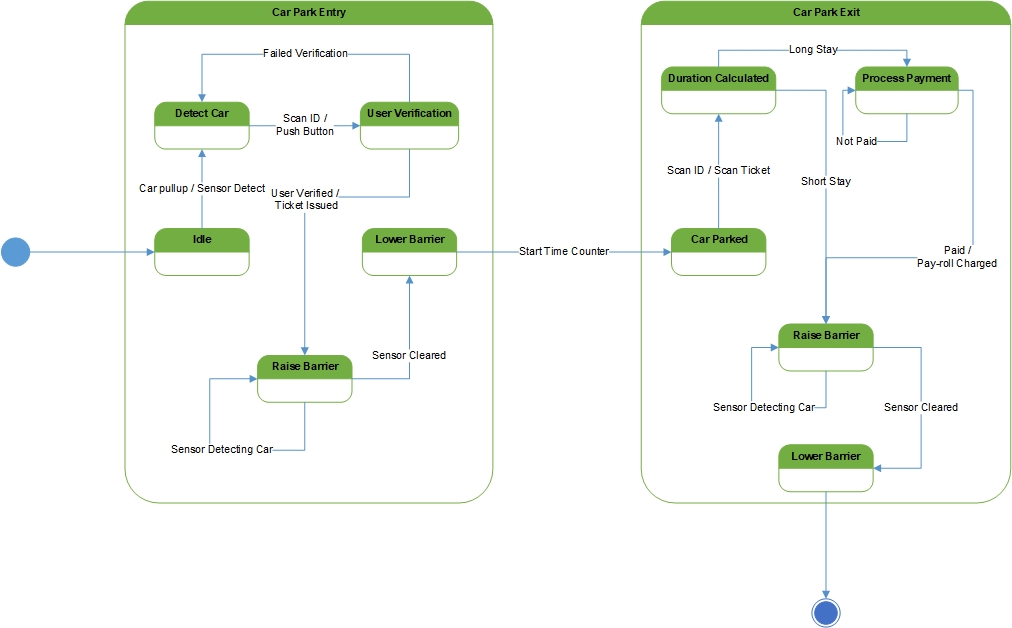 Car Park Entry
Failed Verification
Detect Car
Scan ID /
Push Button
User Verification
Car pullup / Sensor Detect
User Verified /
Ticket Issued
Idle
Lower Barrier
Sensor Cleared
Raise Barrier
Sensor Detecting Car
Start Time Counter
Car Park Exit
Long Stay
Duration Calculated
Process Payment
Not Paid
Scan ID / Scan Ticket
Short Stay
Car Parked
Paid /
Pay-roll Charged
Raise Barrier
Sensor Detecting Car
Sensor Cleared
Lower Barrier